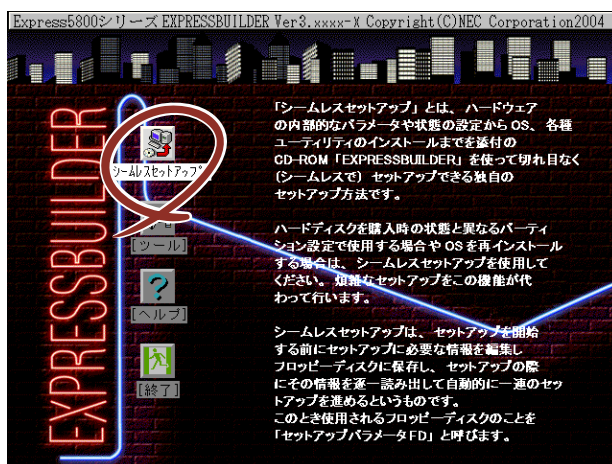 Express5800シリーズ EXPRESSBUILDER Ver3.xxxx-X Copyright(C)NEC Corporation2004
EXPRESSBUILDER
シームレスセットアップ
[ツール]
[ヘルプ]
[終了]
「シームレスセットアップ」とは、ハードウェア
の内部的なパラメータや状態の設定から OS、各種
ユーティリティのインストールまでを添付の
CD-ROM「EXPRESSBUILDER」を使って切れ目なく
(シームレスで) セットアップできる独自の
セットアップ方法です。
ハードディスクを購入時の状態と異なるパーティ
ション設定で使用する場合や OS を再インストール
する場合は、シームレスセットアップを使用して
ください。煩雑なセットアップをこの機能が代
わって行います。
シームレスセットアップは、セットアップを開始
する前にセットアップに必要な情報を編集し
フロッピーディスクに保存し、セットアップの際
にその情報を逐一読み出して自動的に一連のセッ
トアップを進めるというものです。
このとき使用されるフロッピーディスクのことを
「セットアップパラメータFD」と呼びます。